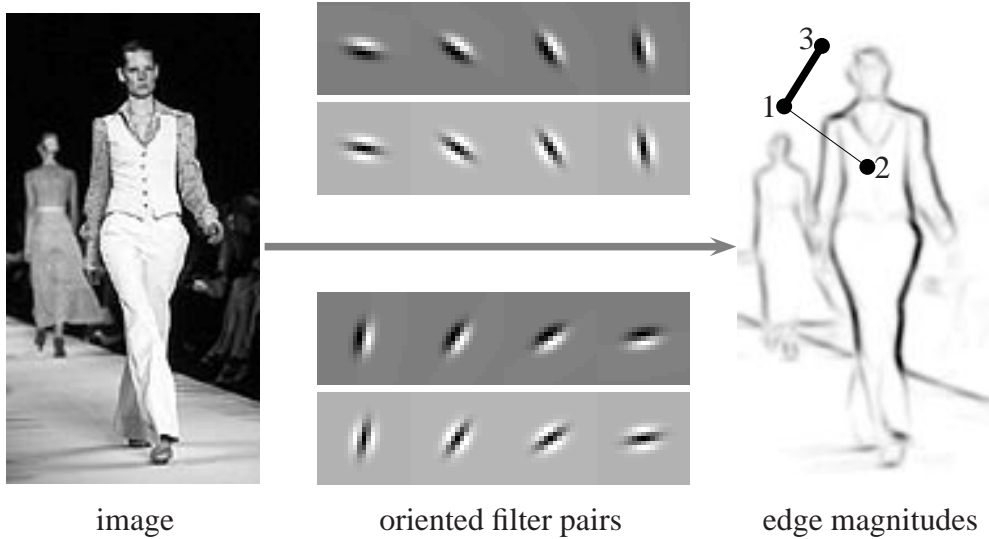 3
1
2
image
oriented filter pairs
edge magnitudes